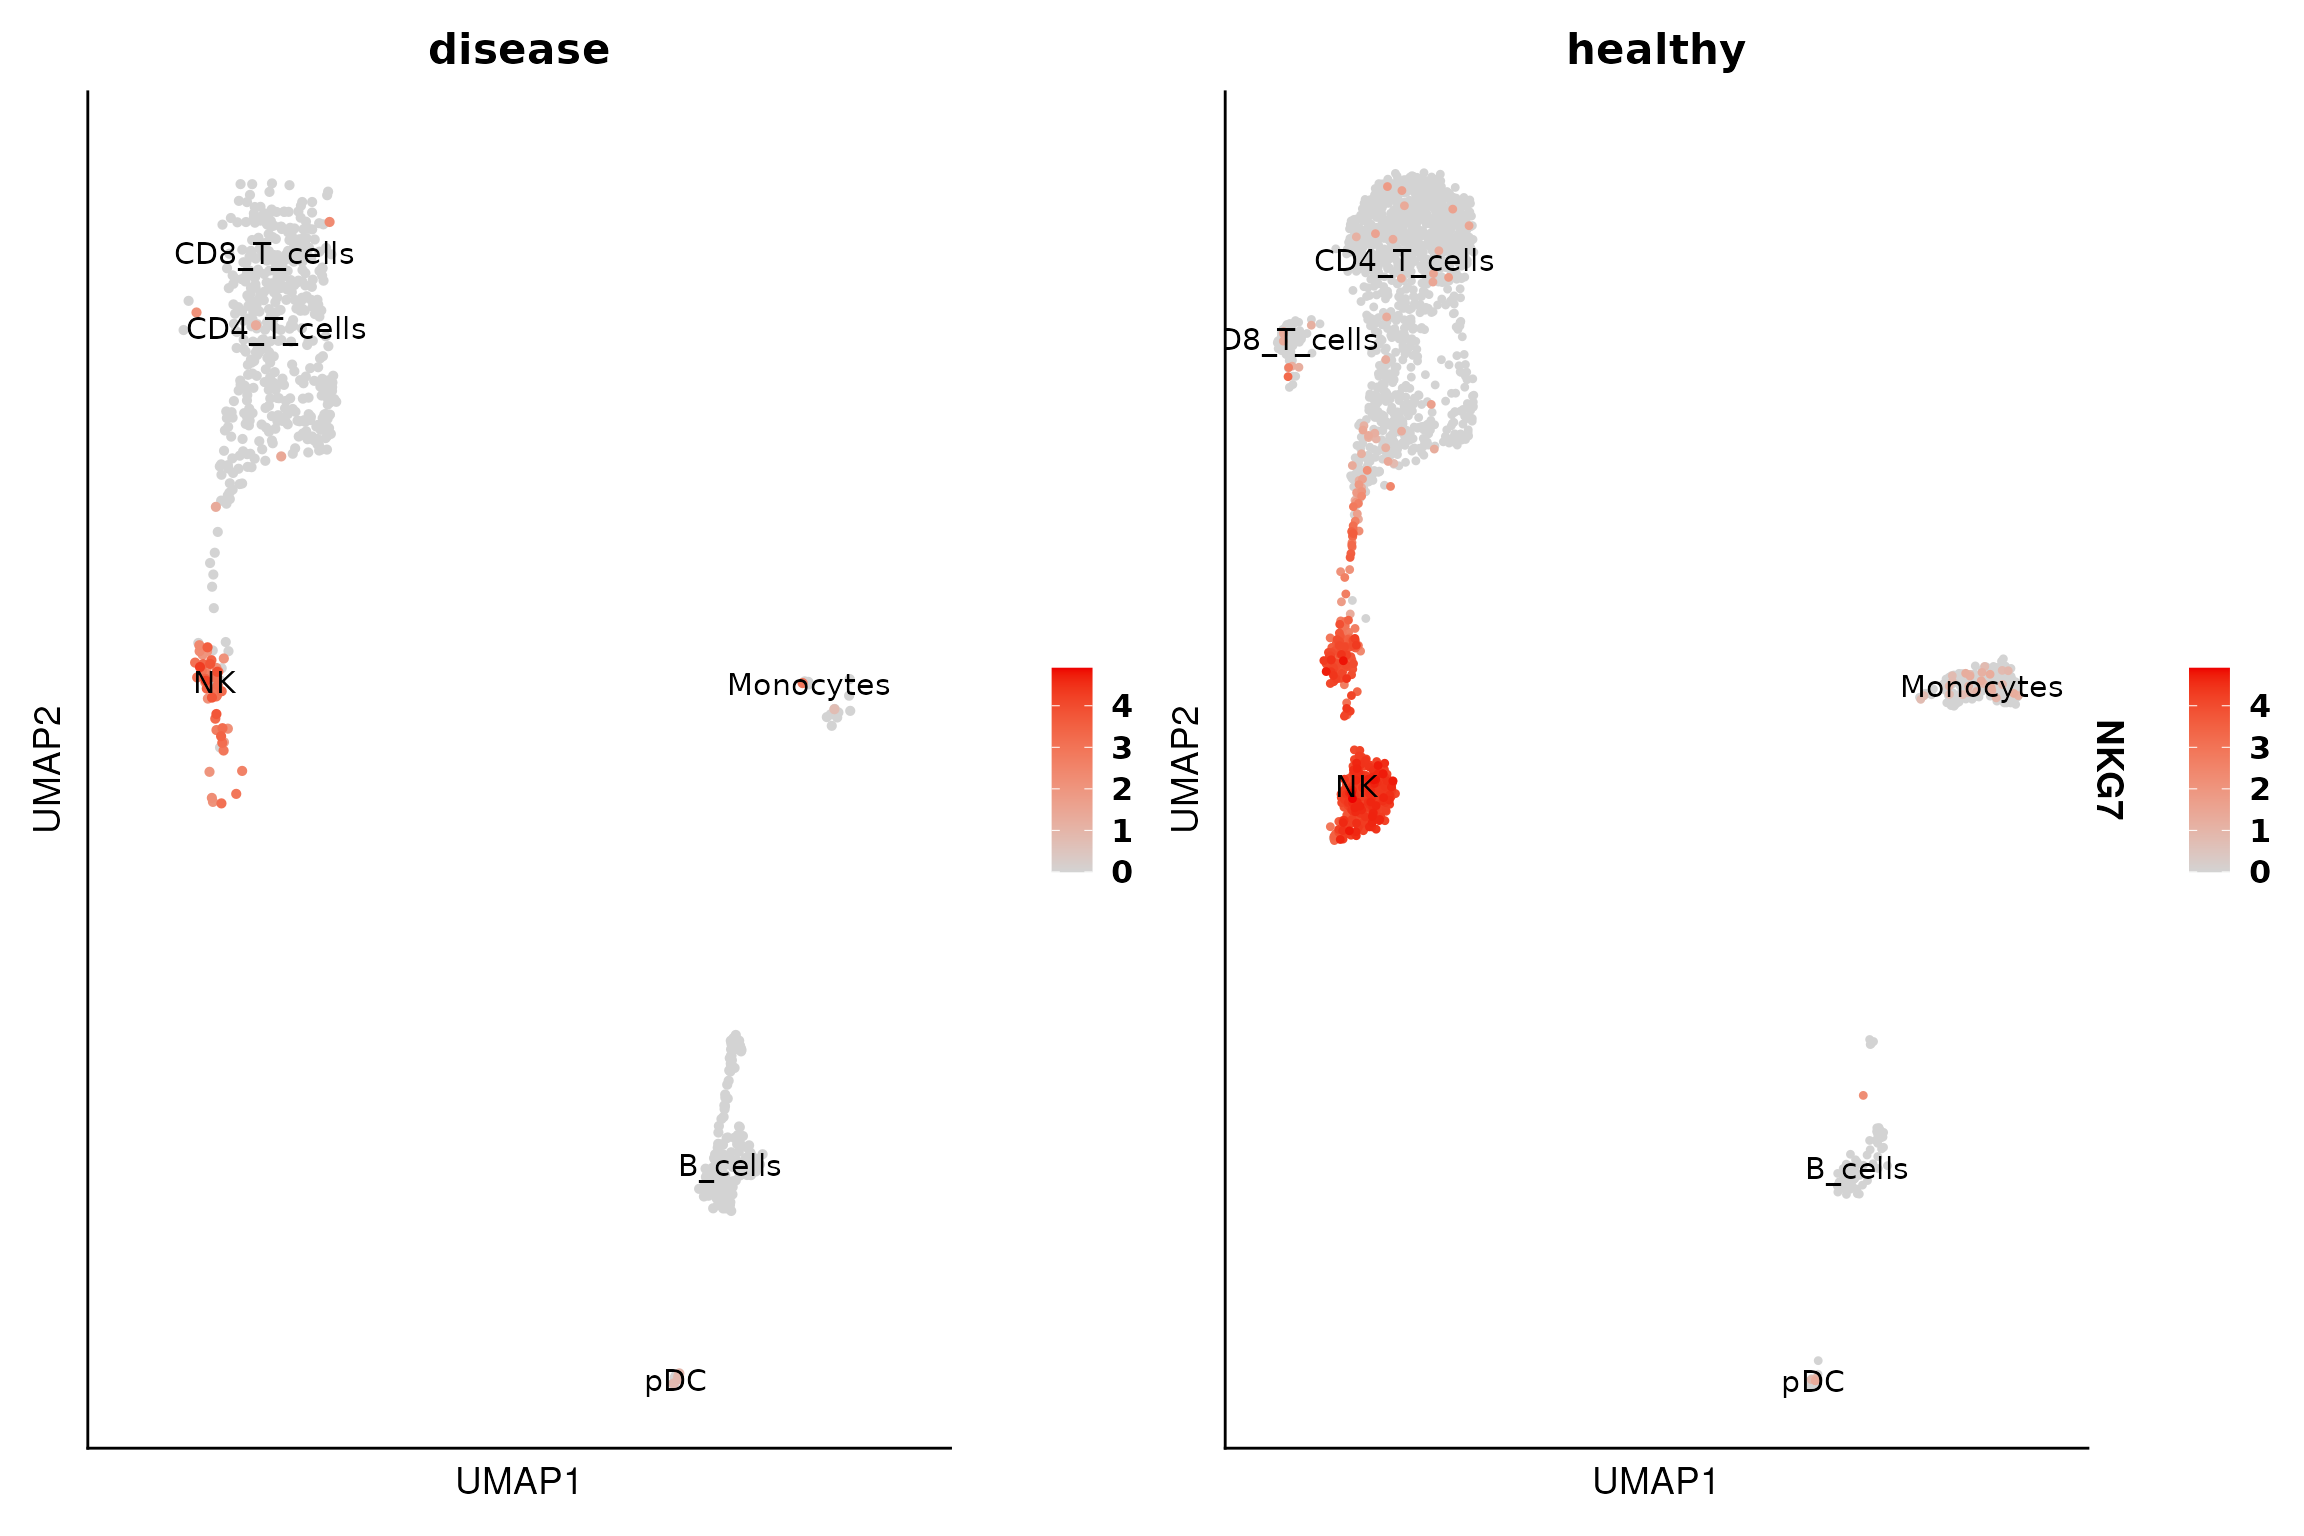 disease
healthy
CD8_T_cells
CD4_T_cells
NK
Monocytes
B_cells
pDC
UMAP2
UMAP1
4
3
2
1
0
CD4_T_cells
D8_T_cells
NK
Monocytes
B_cells
pDC
UMAP2
UMAP1
NKG7
4
3
2
1
0